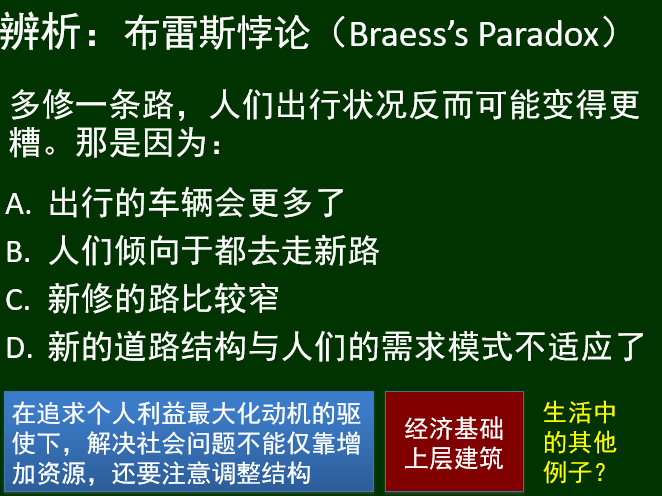 辨析：布雷斯悖论（Braess’s Paradox）
多修一条路，人们出行状况反而可能变得更
糟。那是因为：
A. 出行的车辆会更多了
B. 人们倾向于都去走新路
C. 新修的路比较窄
D. 新的道路结构与人们的需求模式不适应了
在追求个人利益最大化动机的驱
使下，解决社会问题不能仅靠增
加资源，还要注意调整结构
经济基础
上层建筑
生活中
的其他
例子？